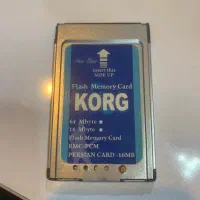 Insert this
SIDE UP
Flash Memory Card
KORG
64 Mbyte
16 Mbyte
Flash Memory Card
EMC-PCM
PERSIAN CARD -16MB